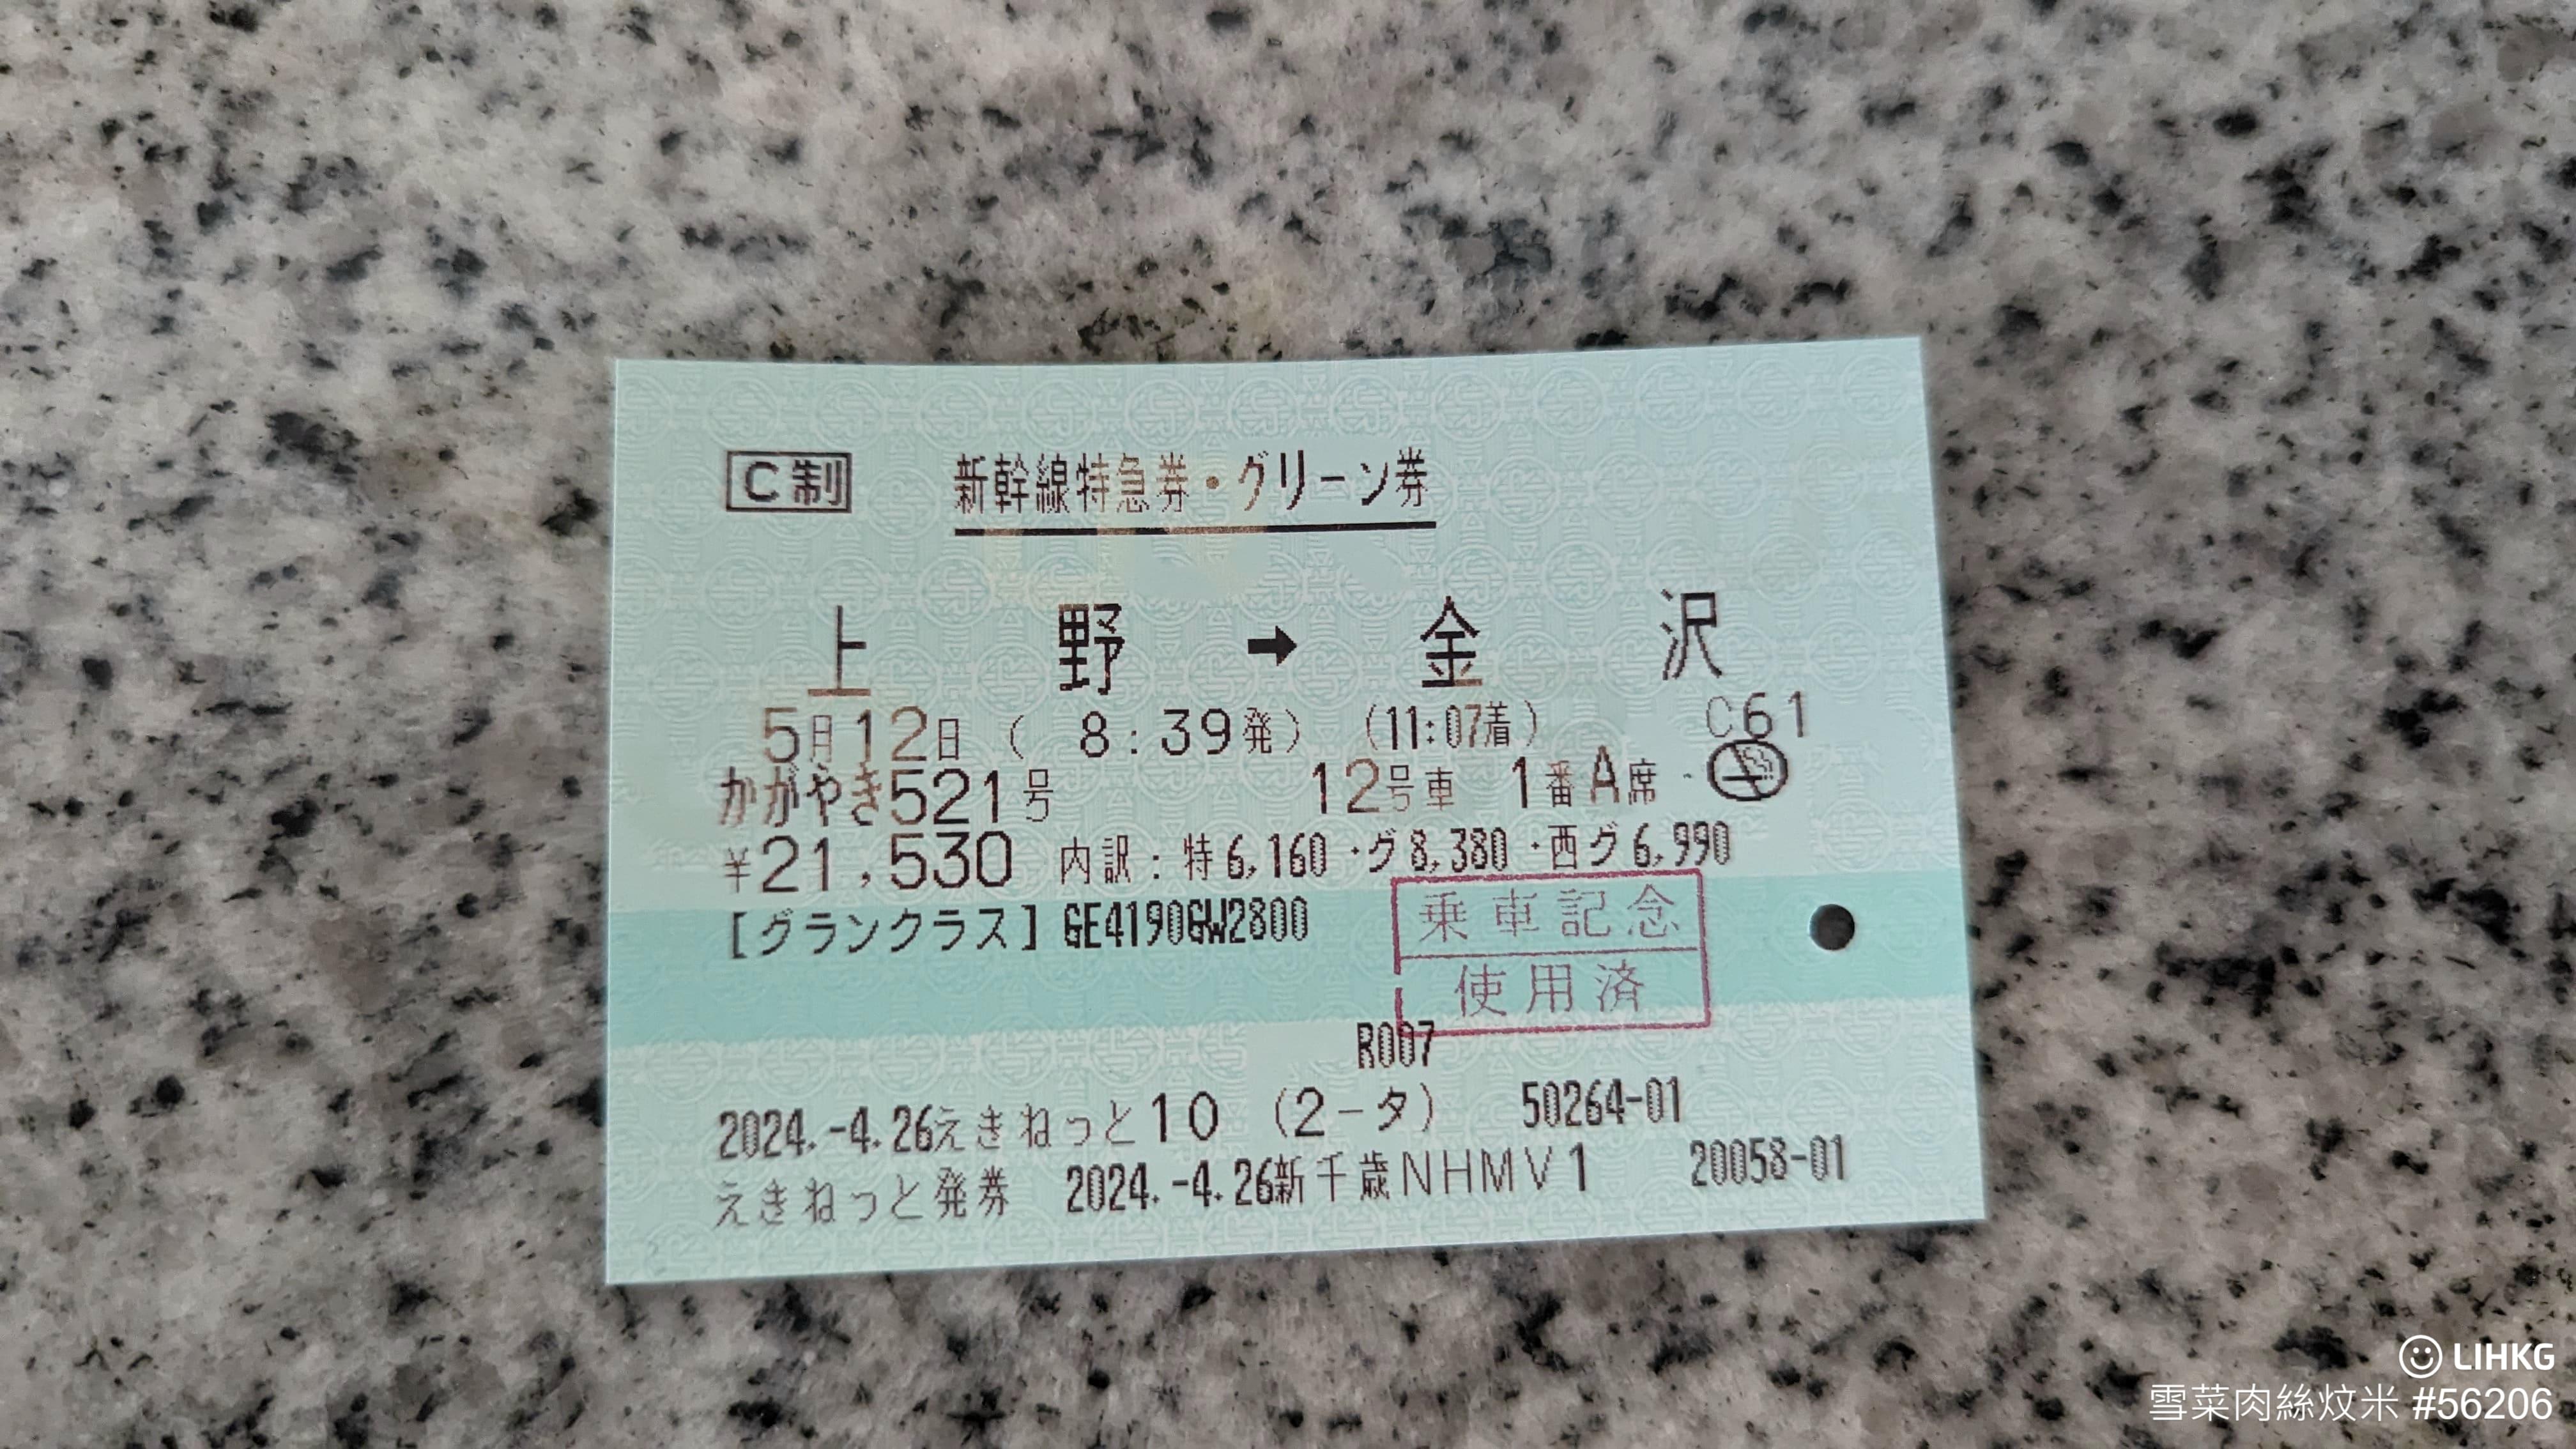 C制 新幹線特急券・グリーン券
上野 → 金沢
5月12日 ( 8:39発) (11:07着) C61
かがやき521号 12号車 1番A席
¥21,530 内訳:特6,160・グ8,380・西グ6,990
[グランクラス] GE4190GW2800
乗車記念
使用済
R007
2024.-4.26えきねっと10 (2-タ) 50264-01
えきねっと発券 2024.-4.26新千歳NHMV1 20058-01
LIHKG
雪菜肉絲炆米 #56206